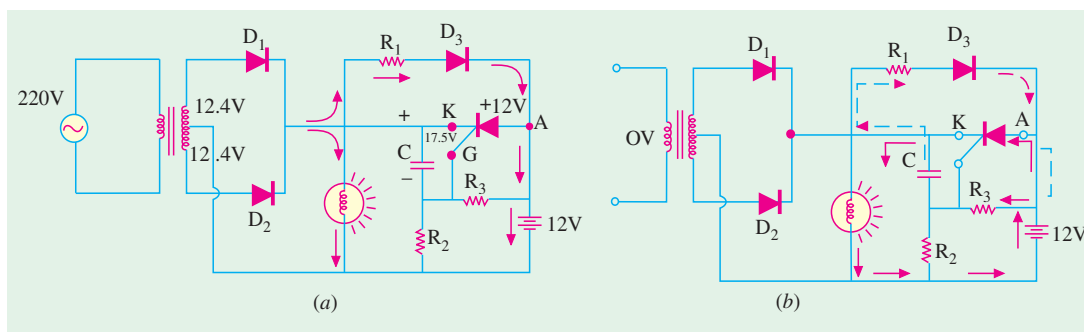 D1
R1
D3
220V
12.4V
+
K
+12V
A
17.5V
12 .4V
C
G
–
R3
D2
R2
12V
(a)
D1
R1
D3
OV
K
A
C
R3
D2
R2
12V
(b)